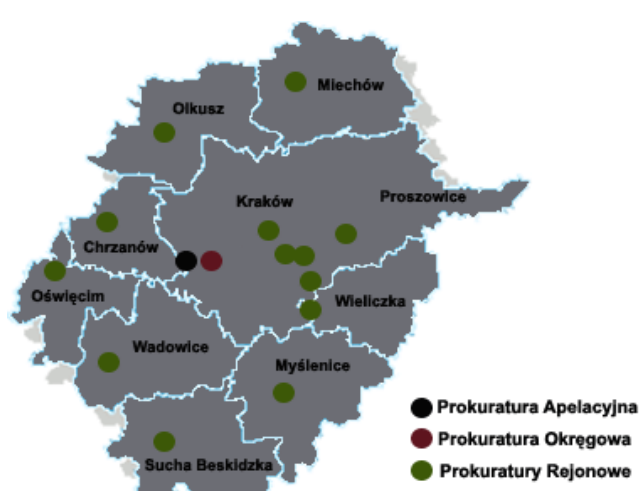 Miechów
Olkusz
Proszowice
Kraków
Chrzanów
Oświęcim
Wieliczka
Wadowice
Myślenice
Sucha Beskidzka
Prokuratura Apelacyjna
Prokuratura Okręgowa
Prokuratury Rejonowe